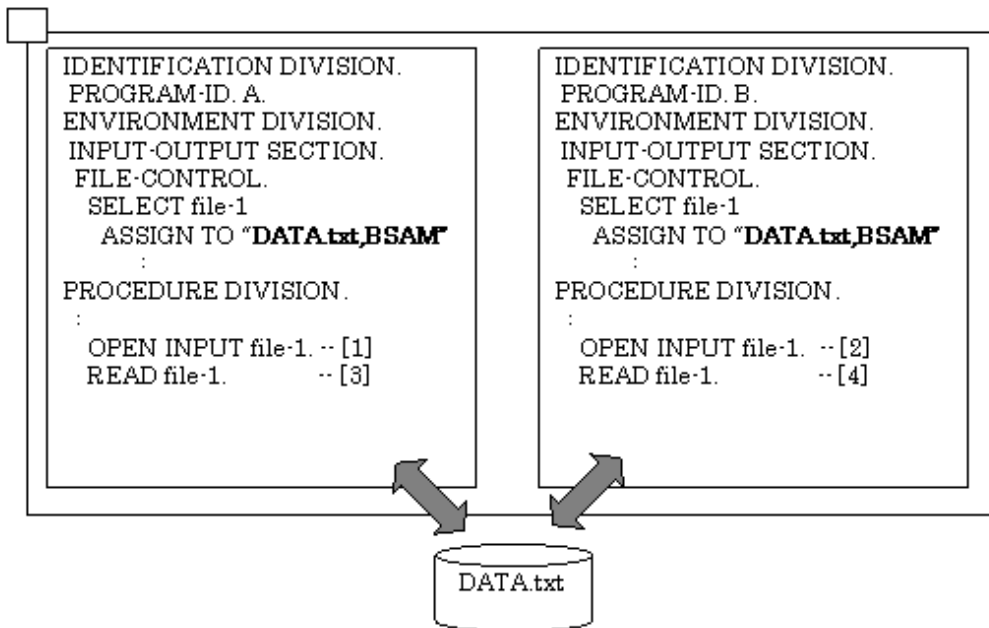 IDENTIFICATION DIVISION.
PROGRAM-ID. A.
ENVIRONMENT DIVISION.
INPUT-OUTPUT SECTION.
FILE-CONTROL.
SELECT file-1
ASSIGN TO "DATA.txt,BSAM"
:
PROCEDURE DIVISION.
:
OPEN INPUT file-1. -- [1]
READ file-1. -- [3]
IDENTIFICATION DIVISION.
PROGRAM-ID. B.
ENVIRONMENT DIVISION.
INPUT-OUTPUT SECTION.
FILE-CONTROL.
SELECT file-1
ASSIGN TO "DATA.txt,BSAM"
:
PROCEDURE DIVISION.
:
OPEN INPUT file-1. -- [2]
READ file-1. -- [4]
DATA.txt